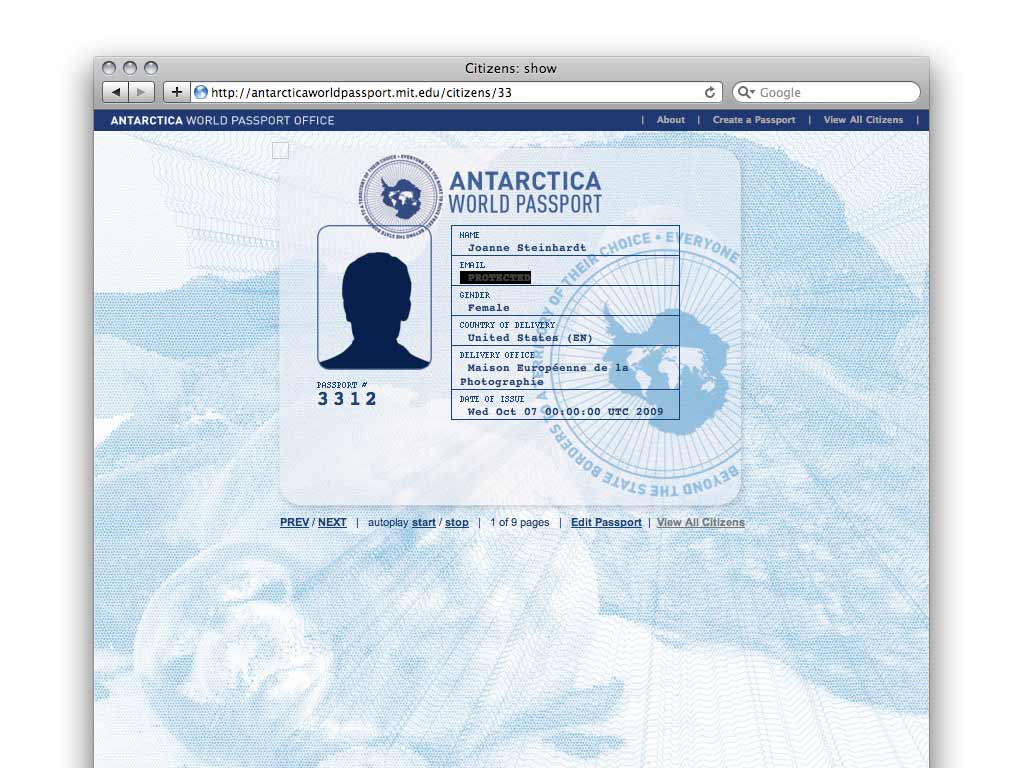 Citizens: show
http://antarcticaworldpassport.mit.edu/citizens/33
Google
ANTARCTICA WORLD PASSPORT OFFICE
| About | Create a Passport | View All Citizens |
ANTARCTICA
WORLD PASSPORT
NAME
Joanne Steinhardt
EMAIL
PROTECTED
GENDER
Female
COUNTRY OF DELIVERY
United States (EN)
DELIVERY OFFICE
Maison Européenne de la
Photographie
DATE OF ISSUE
Wed Oct 07 00:00:00 UTC 2009
PASSPORT #
3312
TERRITORY OF THEIR CHOICE • EVERYONE
BEYOND THE STATE BORDERS TO A
PREV / NEXT | autoplay start / stop | 1 of 9 pages | Edit Passport | View All Citizens